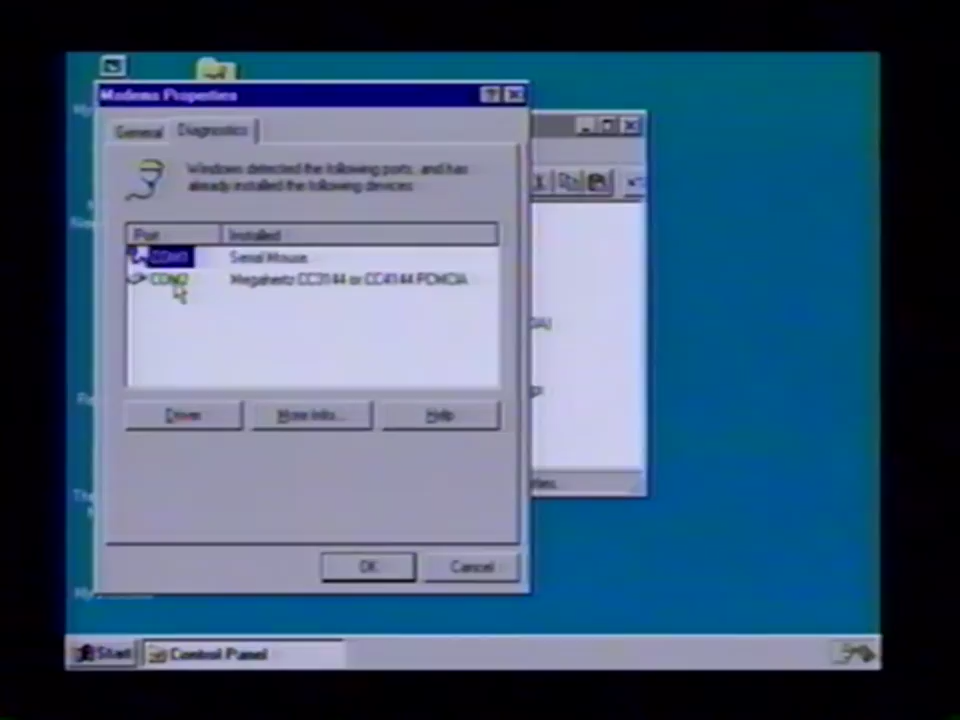 Modems Properties
General Diagnostics
Windows detected the following ports, and has
already installed the following devices:
Port Installed
Serial Mouse
Megahertz CC3144 or CC4144 PCMCIA
Driver More Info... Help
OK Cancel
Start Control Panel